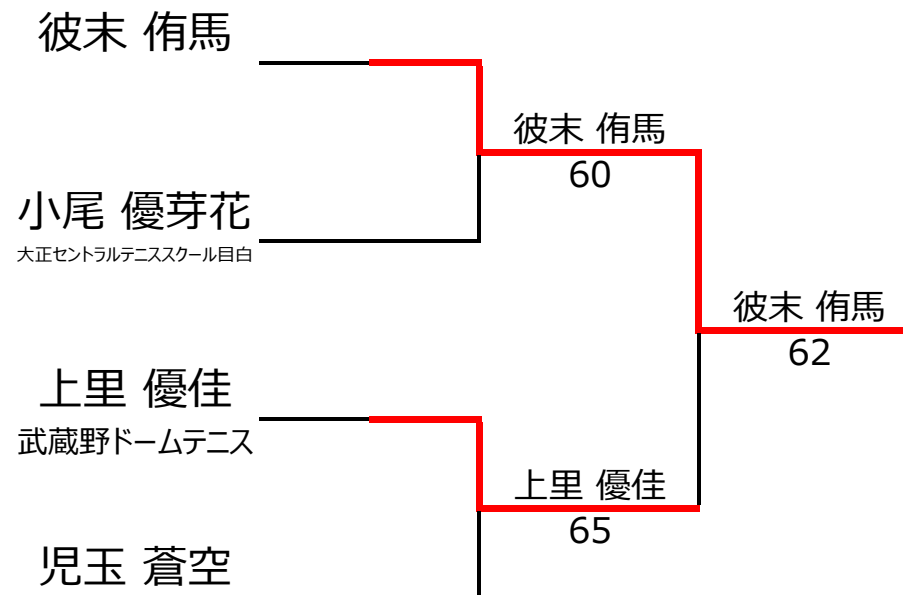 彼末 侑馬
彼末 侑馬
60
小尾 優芽花
大正セントラルテニススクール目白
彼末 侑馬
62
上里 優佳
武蔵野ドームテニス
上里 優佳
65
児玉 蒼空